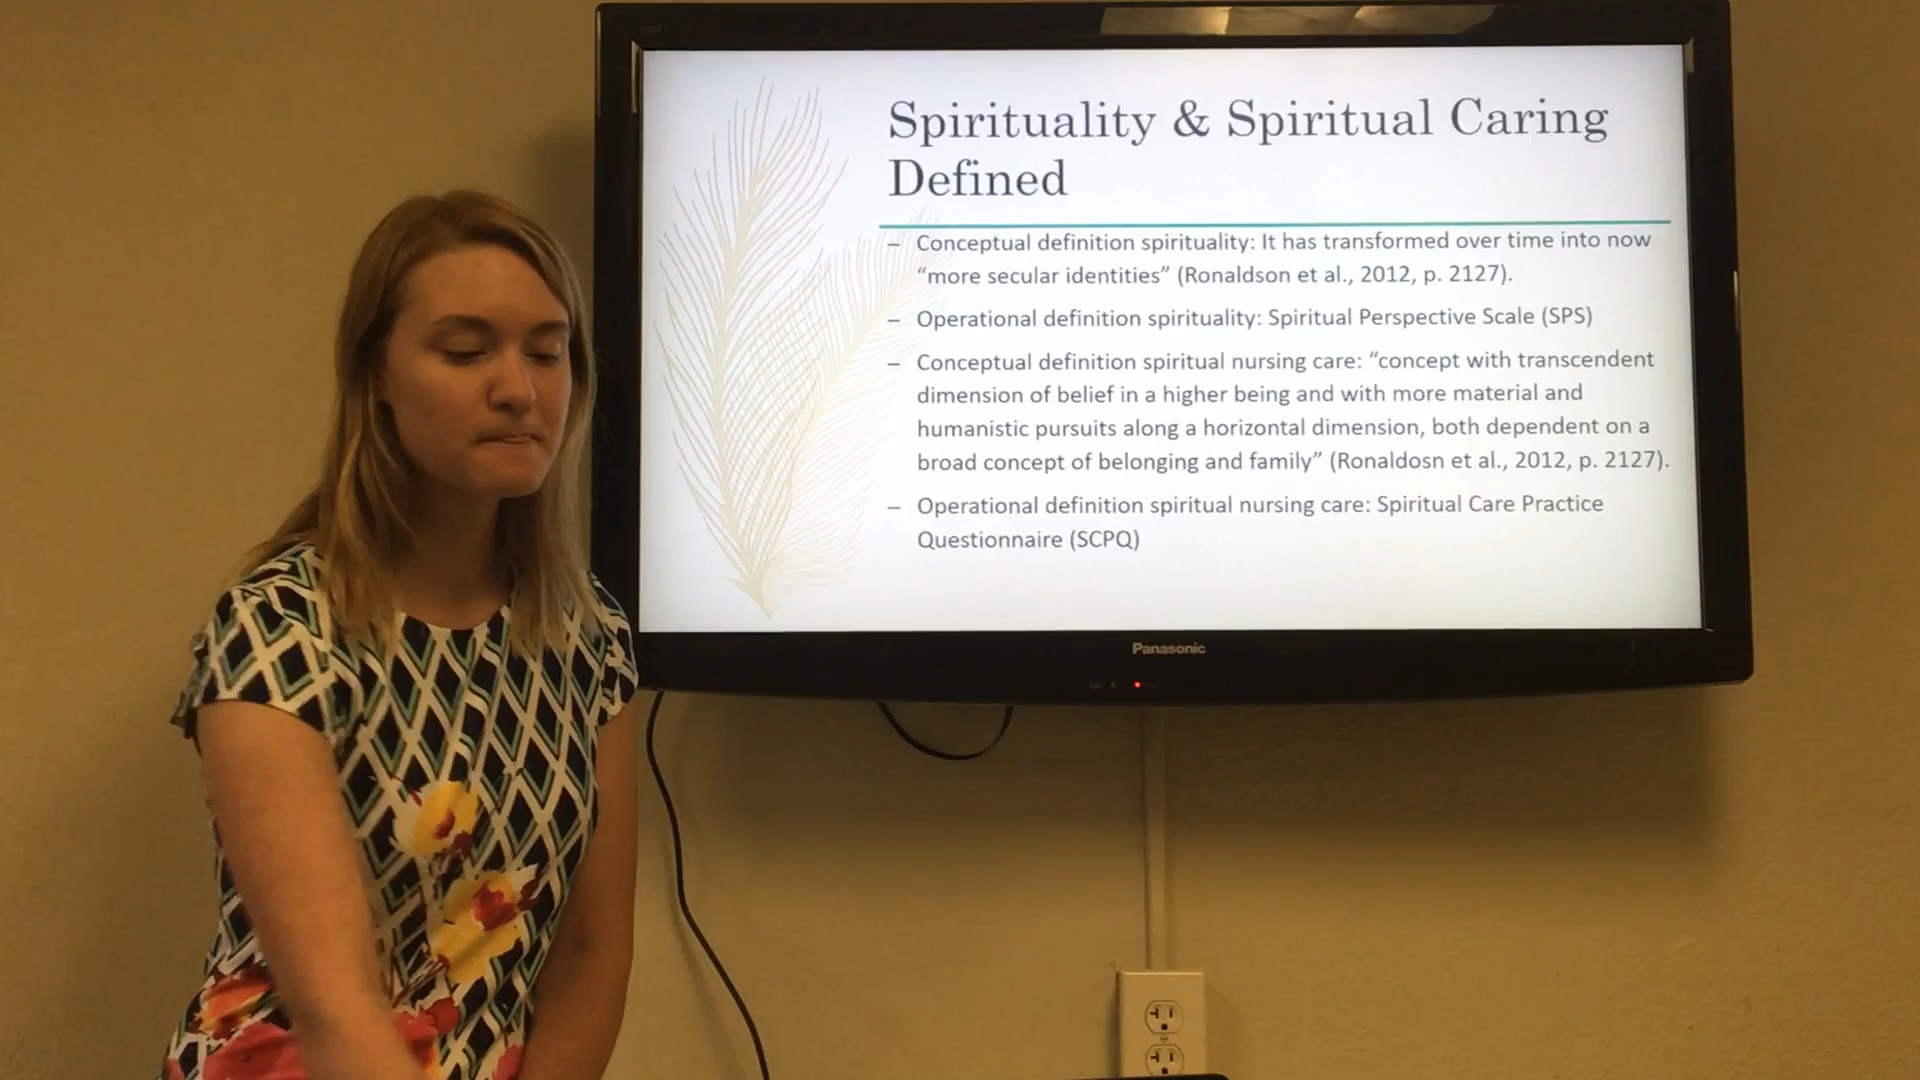 Spirituality & Spiritual Caring
Defined
– Conceptual definition spirituality: It has transformed over time into now
“more secular identities” (Ronaldson et al., 2012, p. 2127).
– Operational definition spirituality: Spiritual Perspective Scale (SPS)
– Conceptual definition spiritual nursing care: “concept with transcendent
dimension of belief in a higher being and with more material and
humanistic pursuits along a horizontal dimension, both dependent on a
broad concept of belonging and family” (Ronaldosn et al., 2012, p. 2127).
– Operational definition spiritual nursing care: Spiritual Care Practice
Questionnaire (SCPQ)
Panasonic